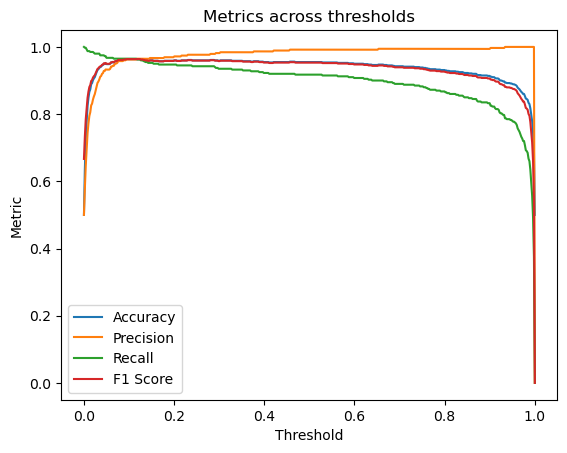 Metrics across thresholds
Metric
1.0
0.8
0.6
0.4
0.2
0.0
Accuracy
Precision
Recall
F1 Score
0.0 0.2 0.4 0.6 0.8 1.0
Threshold